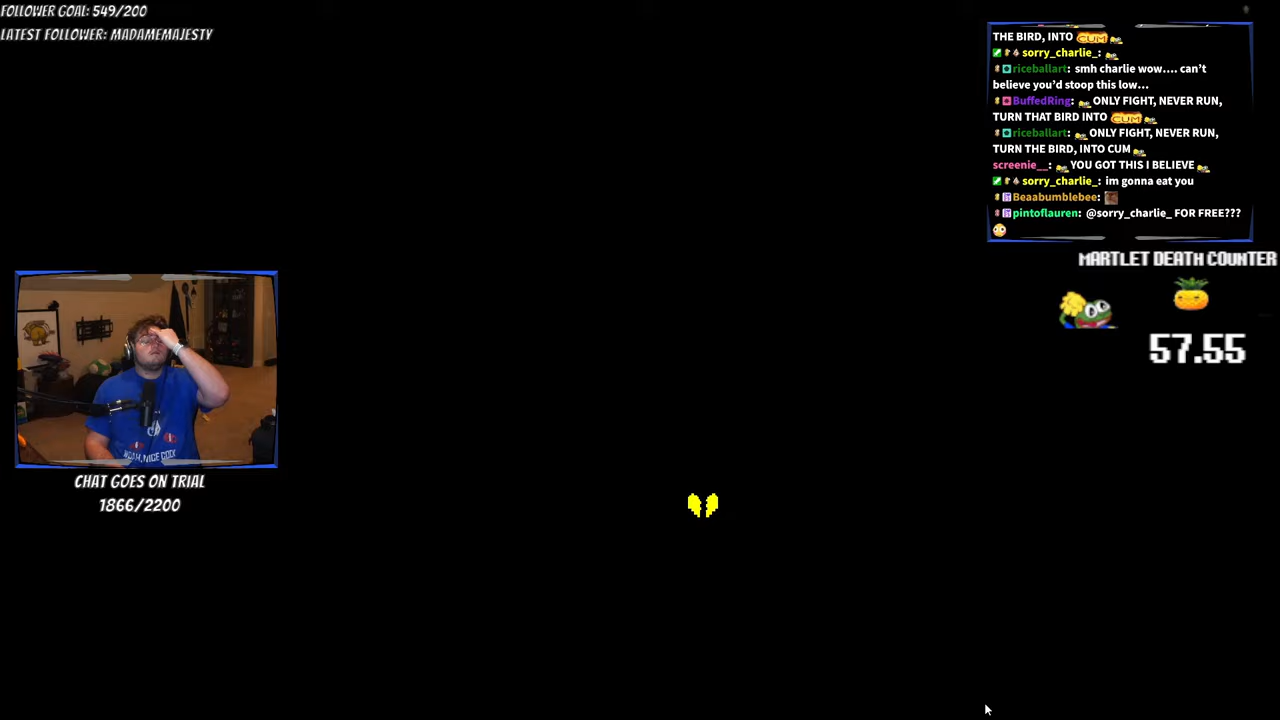 FOLLOWER GOAL: 549/200
LATEST FOLLOWER: MADAMEMAJESTY
THE BIRD, INTO CUM
sorry_charlie_:
riceballart: smh charlie wow.... can't
believe you'd stoop this low...
BuffedRing: ONLY FIGHT, NEVER RUN,
TURN THAT BIRD INTO CUM
riceballart: ONLY FIGHT, NEVER RUN,
TURN THE BIRD, INTO CUM
screenie__: YOU GOT THIS I BELIEVE
sorry_charlie_: im gonna eat you
Beaabumblebee:
pintoflauren: @sorry_charlie_ FOR FREE???
MARTLET DEATH COUNTER
57.55
NOAH, NICE COCK
CHAT GOES ON TRIAL
1866/2200